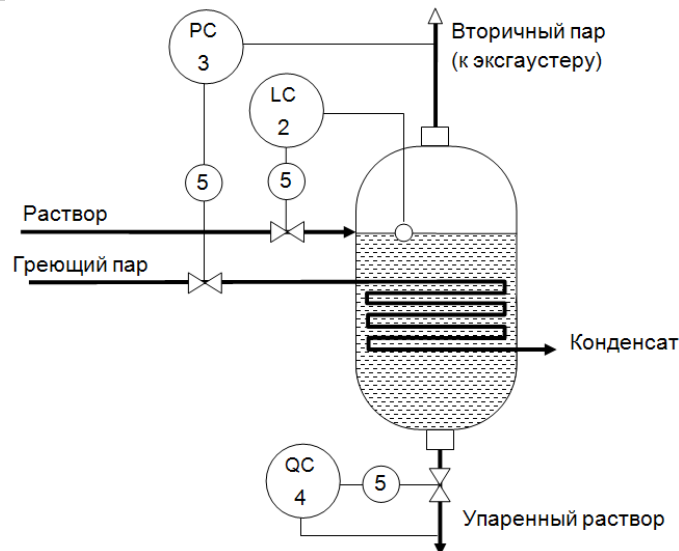 PC
3
Вторичный пар
(к эксгаустеру)
LC
2
5
5
Раствор
Греющий пар
Конденсат
QC
4
5
Упаренный раствор